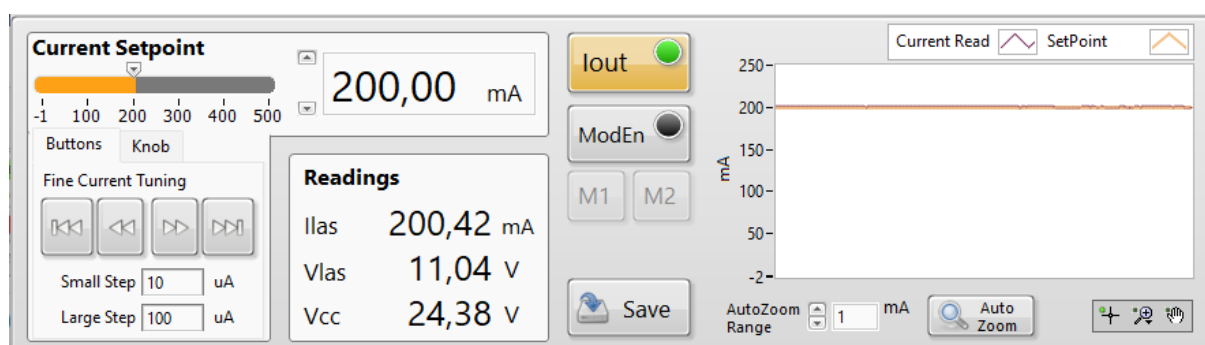 Current Setpoint
200,00 mA
-1 100 200 300 400 500
Buttons Knob
Fine Current Tuning
Small Step 10 uA
Large Step 100 uA
Readings
Ilas 200,42 mA
Vlas 11,04 V
Vcc 24,38 V
Iout
ModEn
M1 M2
Save
Current Read SetPoint
250
200
150
100
50
-2
mA
AutoZoom Range 1 mA
Auto Zoom